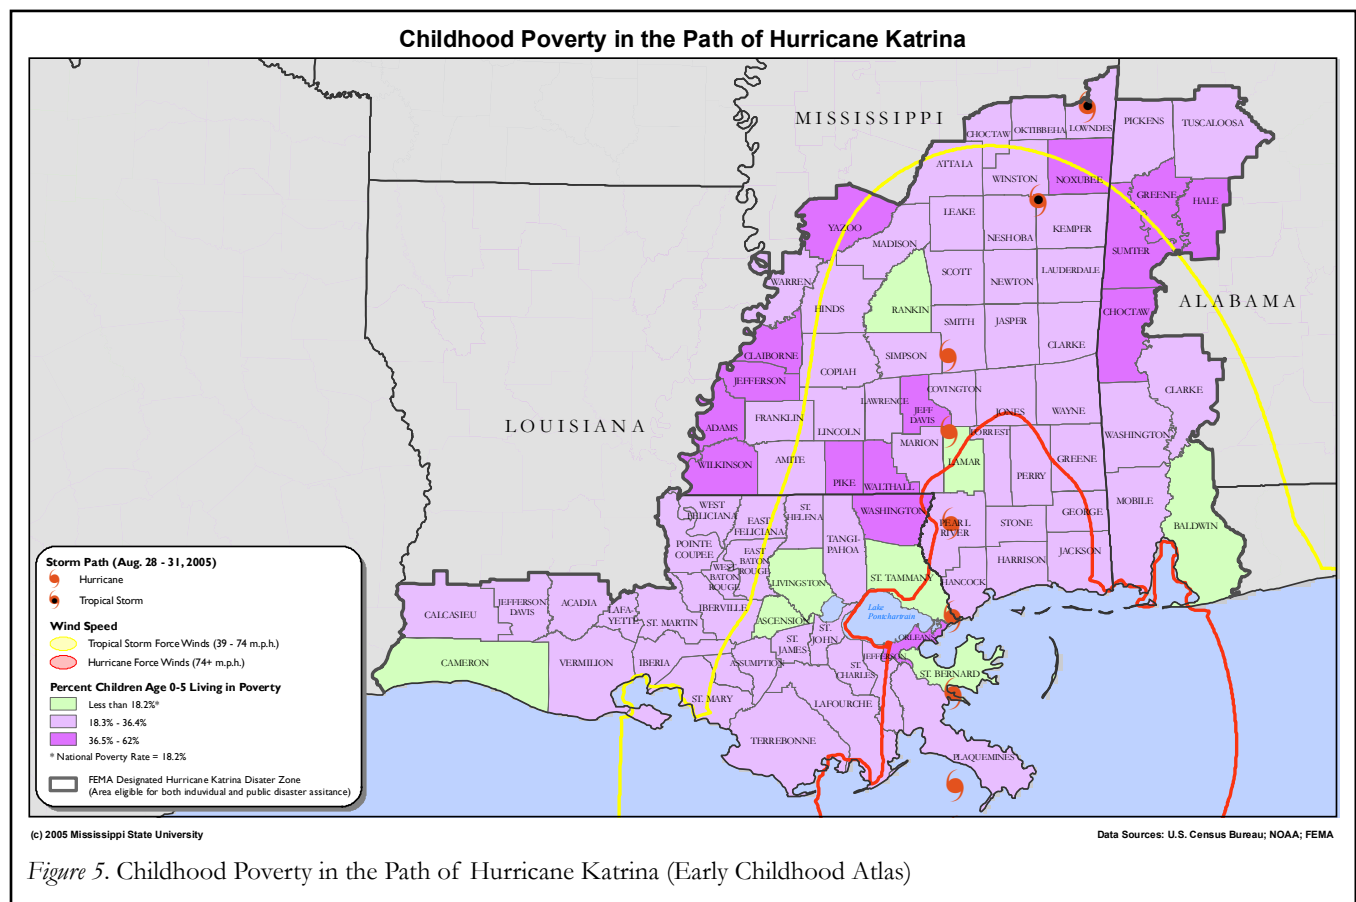 Childhood Poverty in the Path of Hurricane Katrina
MISSISSIPPI
ALABAMA
LOUISIANA
CHOCTAW
OKTIBBEHA
LOWNDES
PICKENS
TUSCALOOSA
ATTALA
WINSTON
NOXUBEE
GREENE
HALE
YAZOO
LEAKE
NESHOBA
KEMPER
SUMTER
MADISON
WARREN
SCOTT
NEWTON
LAUDERDALE
HINDS
RANKIN
SMITH
JASPER
CHOCTAW
CLAIBORNE
SIMPSON
CLARKE
JEFFERSON
COPIAH
COVINGTON
CLARKE
LAWRENCE
JEFF
DAVIS
JONES
WAYNE
ADAMS
FRANKLIN
LINCOLN
MARION
FORREST
WASHINGTON
WILKINSON
AMITE
LAMAR
GREENE
PERRY
PIKE
WALTHALL
MOBILE
WEST
FELICIANA
EAST
FELICIANA
ST.
HELENA
WASHINGTON
PEARL
RIVER
STONE
GEORGE
BALDWIN
POINTE
COUPEE
EAST
BATON
ROUGE
WEST
BATON
ROUGE
TANGI-
PAHOA
HARRISON
JACKSON
HANCOCK
LIVINGSTON
ST. TAMMANY
CALCASIEU
JEFFERSON
DAVIS
ACADIA
LAFA-
YETTE
ST. MARTIN
IBERVILLE
ASCENSION
Lake
Pontchartrain
ST.
JOHN
ST.
JAMES
ORLEANS
JEFFERSON
CAMERON
VERMILION
IBERIA
ASSUMPTION
ST.
CHARLES
ST. BERNARD
ST. MARY
LAFOURCHE
TERREBONNE
PLAQUEMINES
Storm Path (Aug. 28 - 31, 2005)
Hurricane
Tropical Storm
Wind Speed
Tropical Storm Force Winds (39 - 74 m.p.h.)
Hurricane Force Winds (74+ m.p.h.)
Percent Children Age 0-5 Living in Poverty
Less than 18.2%*
18.3% - 36.4%
36.5% - 62%
* National Poverty Rate = 18.2%
FEMA Designated Hurricane Katrina Disater Zone
(Area eligible for both induvidual and public disaster assitance)
(c) 2005 Mississippi State University
Data Sources: U.S. Census Bureau; NOAA; FEMA
Figure 5. Childhood Poverty in the Path of Hurricane Katrina (Early Childhood Atlas)